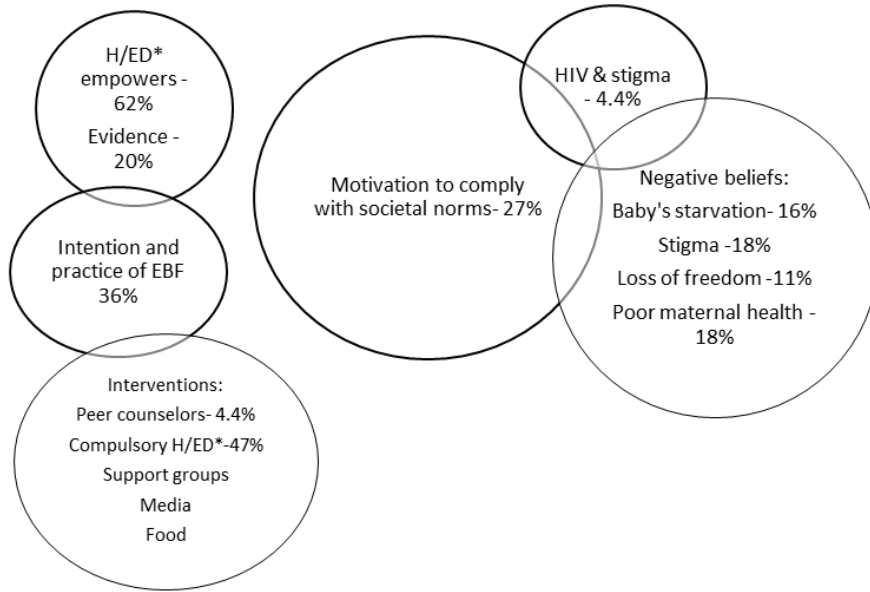 H/ED*
empowers -
62%
Evidence -
20%
Intention and
practice of EBF
36%
Interventions:
Peer counselors- 4.4%
Compulsory H/ED*-47%
Support groups
Media
Food
Motivation to comply
with societal norms- 27%
HIV & stigma
- 4.4%
Negative beliefs:
Baby's starvation- 16%
Stigma -18%
Loss of freedom -11%
Poor maternal health -
18%